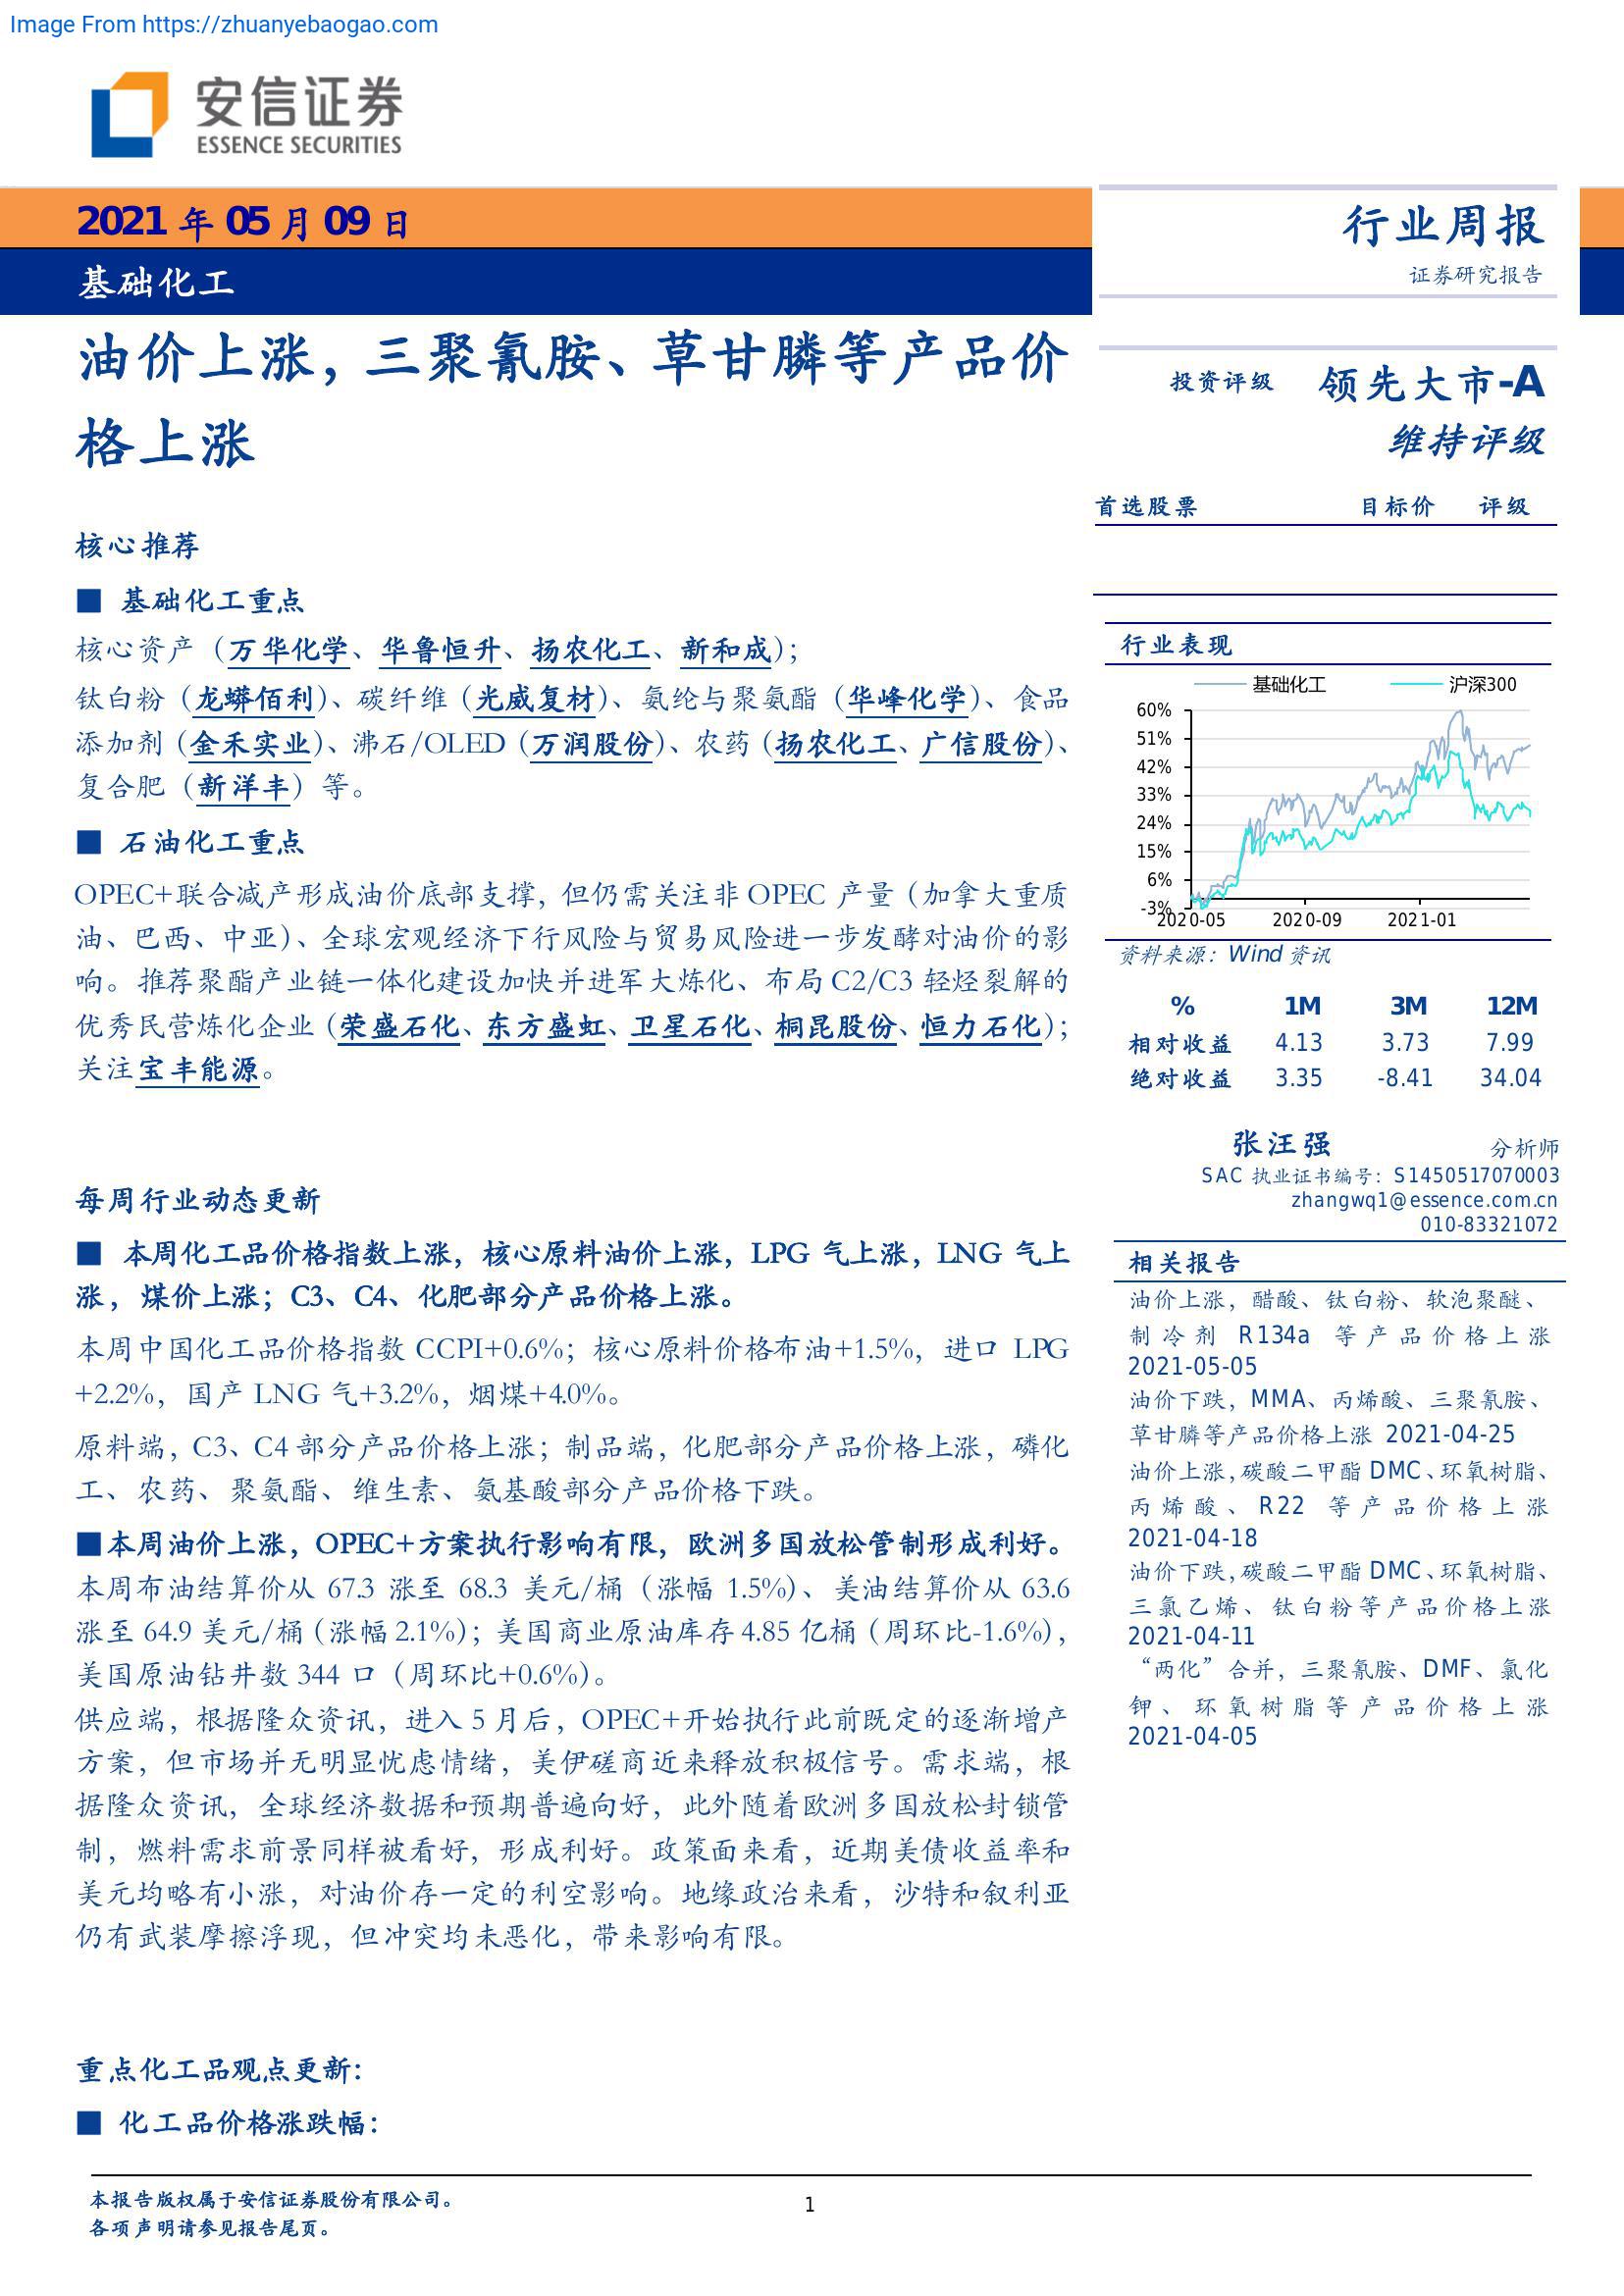 Image From https://zhuanyebaogao.com
安信证券
ESSENCE SECURITIES
2021 年 05 月 09 日
基础化工
油价上涨，三聚氰胺、草甘膦等产品价
格上涨
核心推荐
■ 基础化工重点
核心资产（万华化学、华鲁恒升、扬农化工、新和成）；
钛白粉（龙蟒佰利）、碳纤维（光威复材）、氨纶与聚氨酯（华峰化学）、食品
添加剂（金禾实业）、沸石/OLED（万润股份）、农药（扬农化工、广信股份）、
复合肥（新洋丰）等。
■ 石油化工重点
OPEC+联合减产形成油价底部支撑，但仍需关注非 OPEC 产量（加拿大重质
油、巴西、中亚）、全球宏观经济下行风险与贸易风险进一步发酵对油价的影
响。推荐聚酯产业链一体化建设加快并进军大炼化、布局 C2/C3 轻烃裂解的
优秀民营炼化企业（荣盛石化、东方盛虹、卫星石化、桐昆股份、恒力石化）；
关注宝丰能源。
每周行业动态更新
■ 本周化工品价格指数上涨，核心原料油价上涨，LPG 气上涨，LNG 气上
涨，煤价上涨；C3、C4、化肥部分产品价格上涨。
本周中国化工品价格指数 CCPI+0.6%；核心原料价格布油+1.5%，进口 LPG
+2.2%，国产 LNG 气+3.2%，烟煤+4.0%。
原料端，C3、C4 部分产品价格上涨；制品端，化肥部分产品价格上涨，磷化
工、农药、聚氨酯、维生素、氨基酸部分产品价格下跌。
■本周油价上涨，OPEC+方案执行影响有限，欧洲多国放松管制形成利好。
本周布油结算价从 67.3 涨至 68.3 美元/桶（涨幅 1.5%）、美油结算价从 63.6
涨至 64.9 美元/桶（涨幅 2.1%）；美国商业原油库存 4.85 亿桶（周环比-1.6%），
美国原油钻井数 344 口（周环比+0.6%）。
供应端，根据隆众资讯，进入 5 月后，OPEC+开始执行此前既定的逐渐增产
方案，但市场并无明显忧虑情绪，美伊磋商近来释放积极信号。需求端，根
据隆众资讯，全球经济数据和预期普遍向好，此外随着欧洲多国放松封锁管
制，燃料需求前景同样被看好，形成利好。政策面来看，近期美债收益率和
美元均略有小涨，对油价存一定的利空影响。地缘政治来看，沙特和叙利亚
仍有武装摩擦浮现，但冲突均未恶化，带来影响有限。
重点化工品观点更新：
■ 化工品价格涨跌幅：
行业周报
证券研究报告
投资评级 领先大市-A
维持评级
首选股票 目标价 评级
行业表现
基础化工 沪深300
60%
51%
42%
33%
24%
15%
6%
-3%
2020-05 2020-09 2021-01
资料来源：Wind 资讯
% 1M 3M 12M
相对收益 4.13 3.73 7.99
绝对收益 3.35 -8.41 34.04
张汪强 分析师
SAC 执业证书编号：S1450517070003
zhangwq1@essence.com.cn
010-83321072
相关报告
油价上涨，醋酸、钛白粉、软泡聚醚、
制冷剂 R134a 等产品价格上涨
2021-05-05
油价下跌，MMA、丙烯酸、三聚氰胺、
草甘膦等产品价格上涨 2021-04-25
油价上涨，碳酸二甲酯 DMC、环氧树脂、
丙烯酸、R22 等产品价格上涨
2021-04-18
油价下跌，碳酸二甲酯 DMC、环氧树脂、
三氯乙烯、钛白粉等产品价格上涨
2021-04-11
“两化”合并，三聚氰胺、DMF、氯化
钾、环氧树脂等产品价格上涨
2021-04-05
本报告版权属于安信证券股份有限公司。
各项声明请参见报告尾页。
1